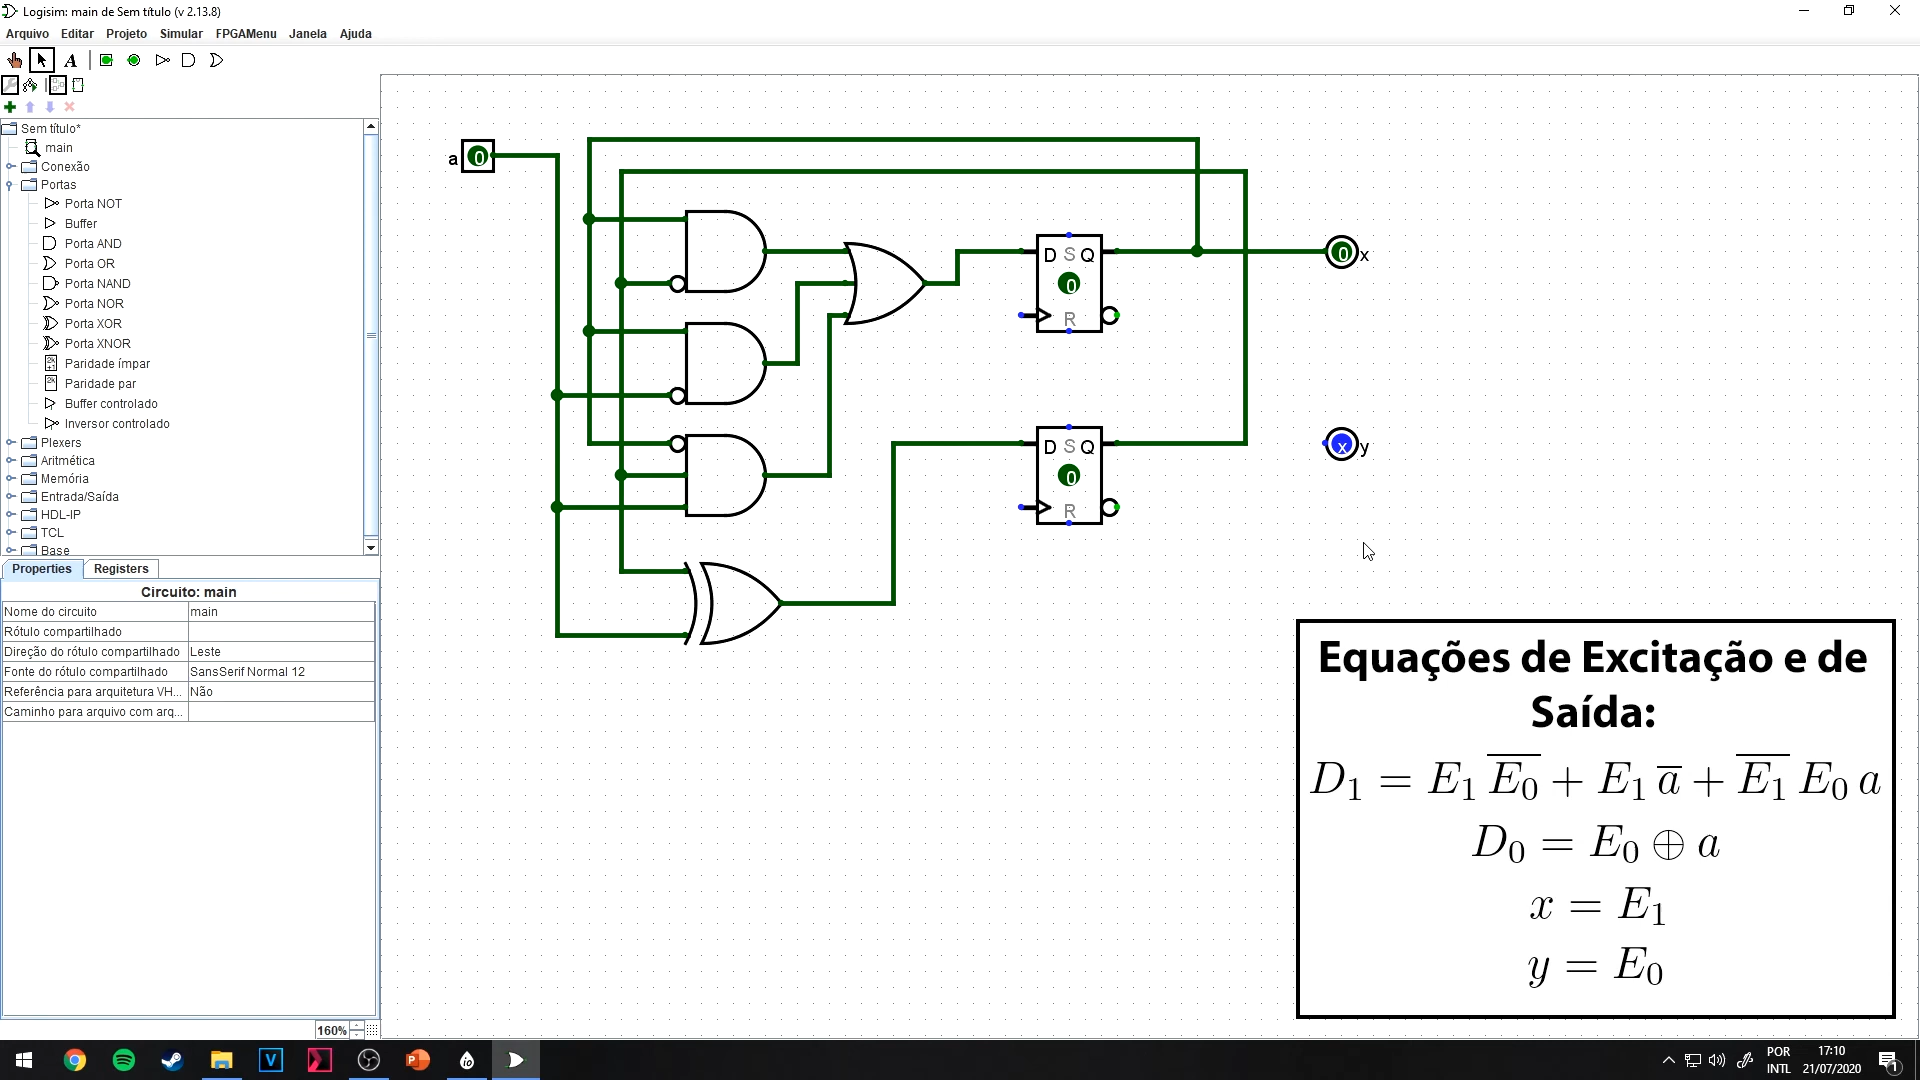 Logisim: main de Sem título (v 2.13.8)
Arquivo Editar Projeto Simular FPGAMenu Janela Ajuda
A
Sem título*
main
Conexão
Portas
Porta NOT
Buffer
Porta AND
Porta OR
Porta NAND
Porta NOR
Porta XOR
Porta XNOR
Paridade ímpar
Paridade par
Buffer controlado
Inversor controlado
Plexers
Aritmética
Memória
Entrada/Saída
HDL-IP
TCL
Base
Properties Registers
Circuito: main
Nome do circuito main
Rótulo compartilhado
Direção do rótulo compartilhado Leste
Fonte do rótulo compartilhado SansSerif Normal 12
Referência para arquitetura VH... Não
Caminho para arquivo com arq...
160%
a 0
D S Q
0
R
0 x
D S Q
0
R
x y
Equações de Excitação e de
Saída:
D₁ = E₁ E̅₀ + E₁ a̅ + E̅₁ E₀ a
D₀ = E₀ ⊕ a
x = E₁
y = E₀
POR
INTL
17:10
21/07/2020
1